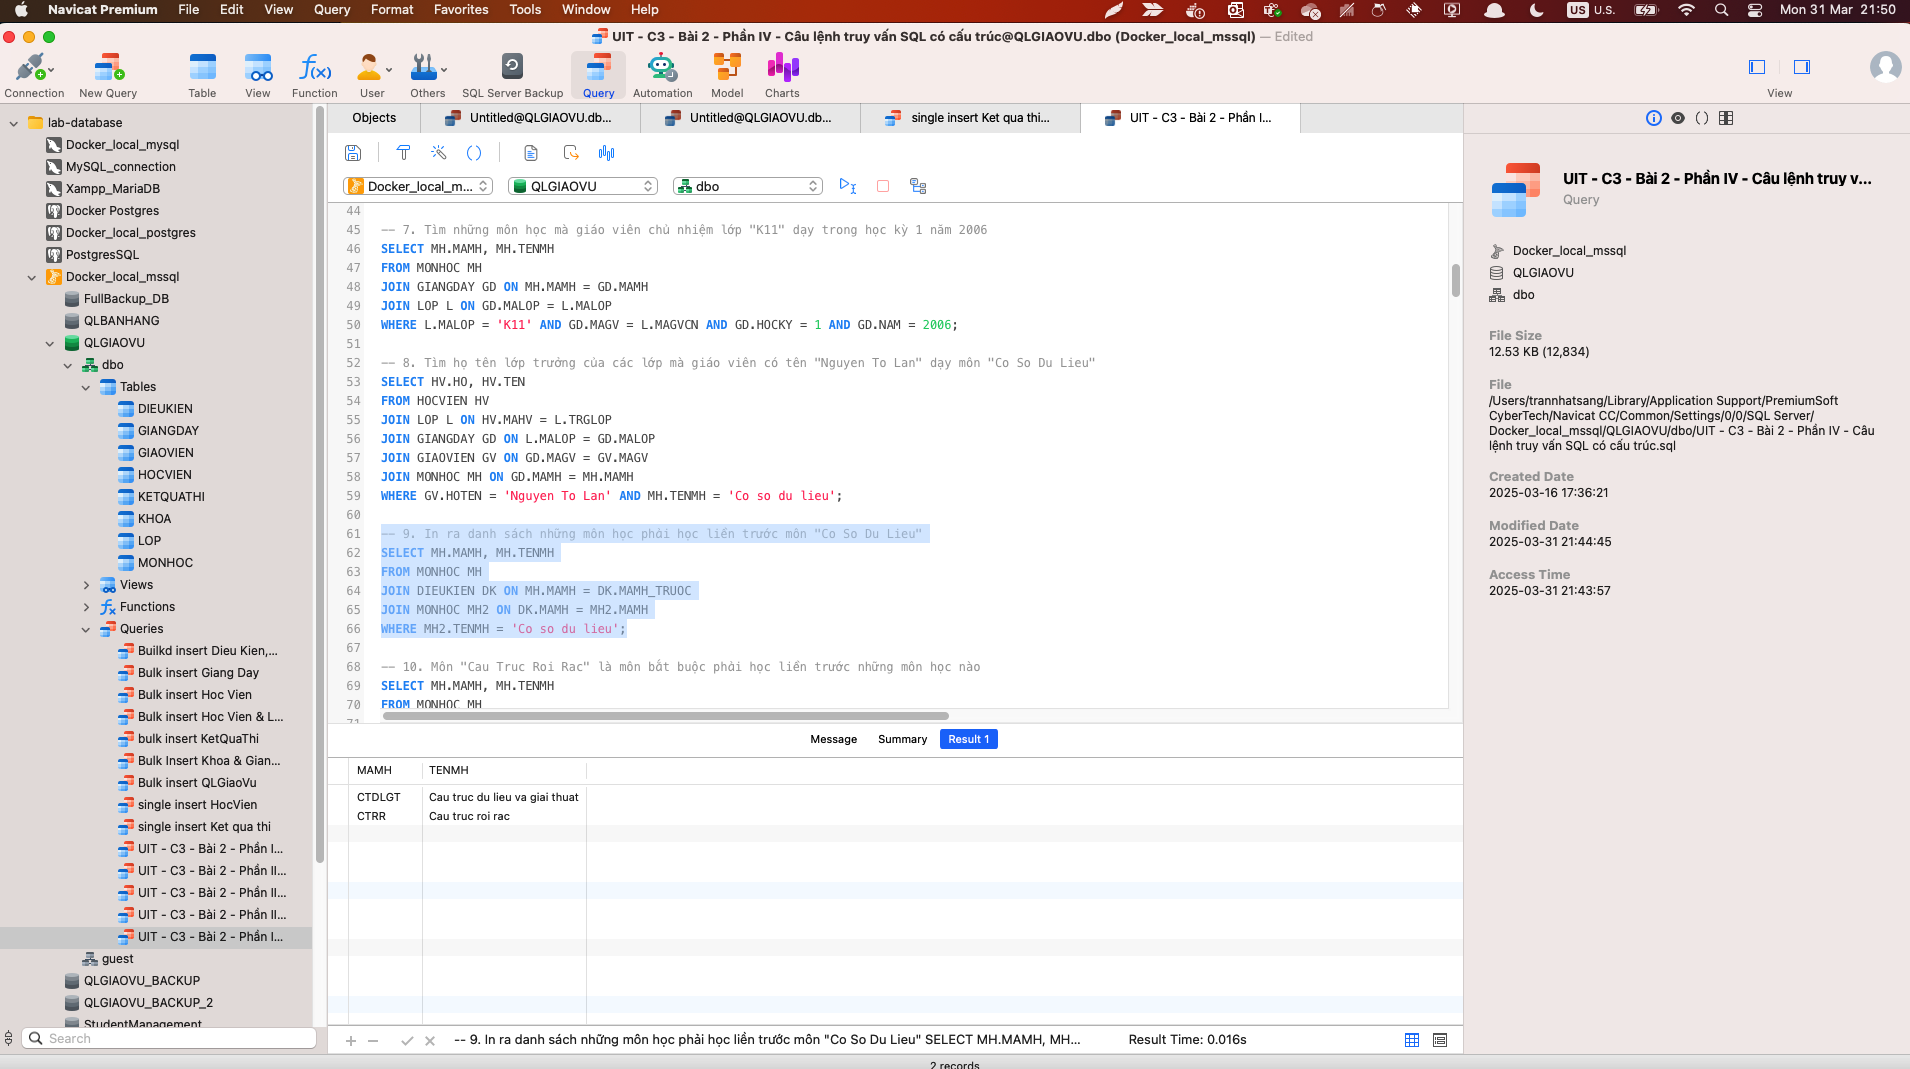 Navicat Premium File Edit View Query Format Favorites Tools Window Help US U.S. Mon 31 Mar 21:50
UIT - C3 - Bài 2 - Phần IV - Câu lệnh truy vấn SQL có cấu trúc@QLGIAOVU.dbo (Docker_local_mssql) — Edited
Connection New Query Table View Function User Others SQL Server Backup Query Automation Model Charts View
lab-database
Docker_local_mysql
MySQL_connection
Xampp_MariaDB
Docker Postgres
Docker_local_postgres
PostgresSQL
Docker_local_mssql
FullBackup_DB
QLBANHANG
QLGIAOVU
dbo
Tables
DIEUKIEN
GIANGDAY
GIAOVIEN
HOCVIEN
KETQUATHI
KHOA
LOP
MONHOC
Views
Functions
Queries
Builkd insert Dieu Kien,...
Bulk insert Giang Day
Bulk insert Hoc Vien
Bulk insert Hoc Vien & L...
bulk insert KetQuaThi
Bulk Insert Khoa & Gian...
Bulk insert QLGiaoVu
single insert HocVien
single insert Ket qua thi
UIT - C3 - Bài 2 - Phần I...
UIT - C3 - Bài 2 - Phần II...
UIT - C3 - Bài 2 - Phần II...
UIT - C3 - Bài 2 - Phần II...
UIT - C3 - Bài 2 - Phần I...
guest
QLGIAOVU_BACKUP
QLGIAOVU_BACKUP_2
StudentManagement
Search
Objects Untitled@QLGIAOVU.db... Untitled@QLGIAOVU.db... single insert Ket qua thi... UIT - C3 - Bài 2 - Phần I...
Docker_local_m... QLGIAOVU dbo
44
45 -- 7. Tìm những môn học mà giáo viên chủ nhiệm lớp "K11" dạy trong học kỳ 1 năm 2006
46 SELECT MH.MAMH, MH.TENMH
47 FROM MONHOC MH
48 JOIN GIANGDAY GD ON MH.MAMH = GD.MAMH
49 JOIN LOP L ON GD.MALOP = L.MALOP
50 WHERE L.MALOP = 'K11' AND GD.MAGV = L.MAGVCN AND GD.HOCKY = 1 AND GD.NAM = 2006;
51
52 -- 8. Tìm họ tên lớp trưởng của các lớp mà giáo viên có tên "Nguyen To Lan" dạy môn "Co So Du Lieu"
53 SELECT HV.HO, HV.TEN
54 FROM HOCVIEN HV
55 JOIN LOP L ON HV.MAHV = L.TRGLOP
56 JOIN GIANGDAY GD ON L.MALOP = GD.MALOP
57 JOIN GIAOVIEN GV ON GD.MAGV = GV.MAGV
58 JOIN MONHOC MH ON GD.MAMH = MH.MAMH
59 WHERE GV.HOTEN = 'Nguyen To Lan' AND MH.TENMH = 'Co so du lieu';
60
61 -- 9. In ra danh sách những môn học phải học liền trước môn "Co So Du Lieu"
62 SELECT MH.MAMH, MH.TENMH
63 FROM MONHOC MH
64 JOIN DIEUKIEN DK ON MH.MAMH = DK.MAMH_TRUOC
65 JOIN MONHOC MH2 ON DK.MAMH = MH2.MAMH
66 WHERE MH2.TENMH = 'Co so du lieu';
67
68 -- 10. Môn "Cau Truc Roi Rac" là môn bắt buộc phải học liền trước những môn học nào
69 SELECT MH.MAMH, MH.TENMH
70 FROM MONHOC MH
71
Message Summary Result 1
MAMH TENMH
CTDLGT Cau truc du lieu va giai thuat
CTRR Cau truc roi rac
-- 9. In ra danh sách những môn học phải học liền trước môn "Co So Du Lieu" SELECT MH.MAMH, MH... Result Time: 0.016s
2 records
UIT - C3 - Bài 2 - Phần IV - Câu lệnh truy v...
Query
Docker_local_mssql
QLGIAOVU
dbo
File Size
12.53 KB (12,834)
File
/Users/trannhatsang/Library/Application Support/PremiumSoft
CyberTech/Navicat CC/Common/Settings/0/0/SQL Server/
Docker_local_mssql/QLGIAOVU/dbo/UIT - C3 - Bài 2 - Phần IV - Câu
lệnh truy vấn SQL có cấu trúc.sql
Created Date
2025-03-16 17:36:21
Modified Date
2025-03-31 21:44:45
Access Time
2025-03-31 21:43:57